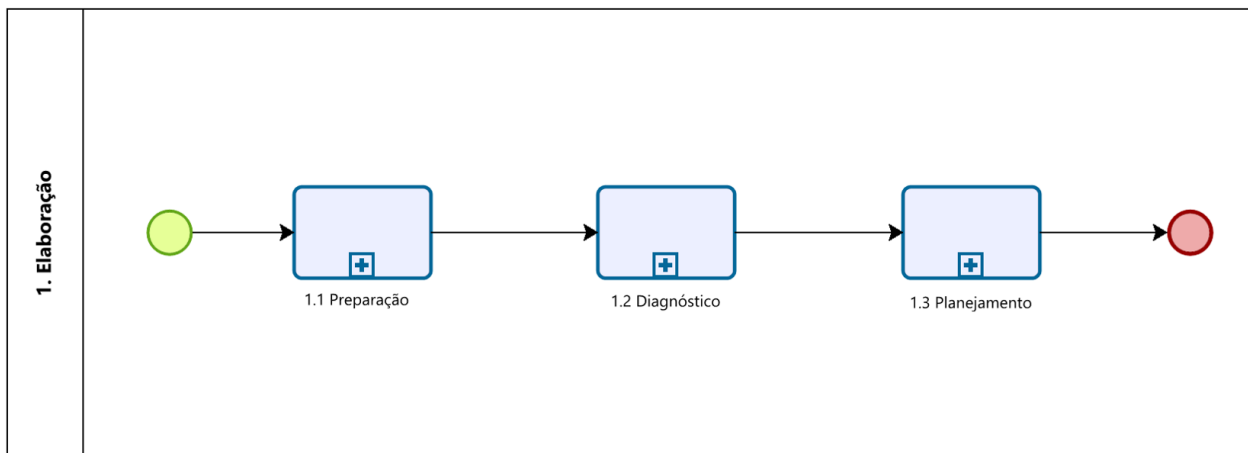 1. Elaboração
1.1 Preparação
1.2 Diagnóstico
1.3 Planejamento